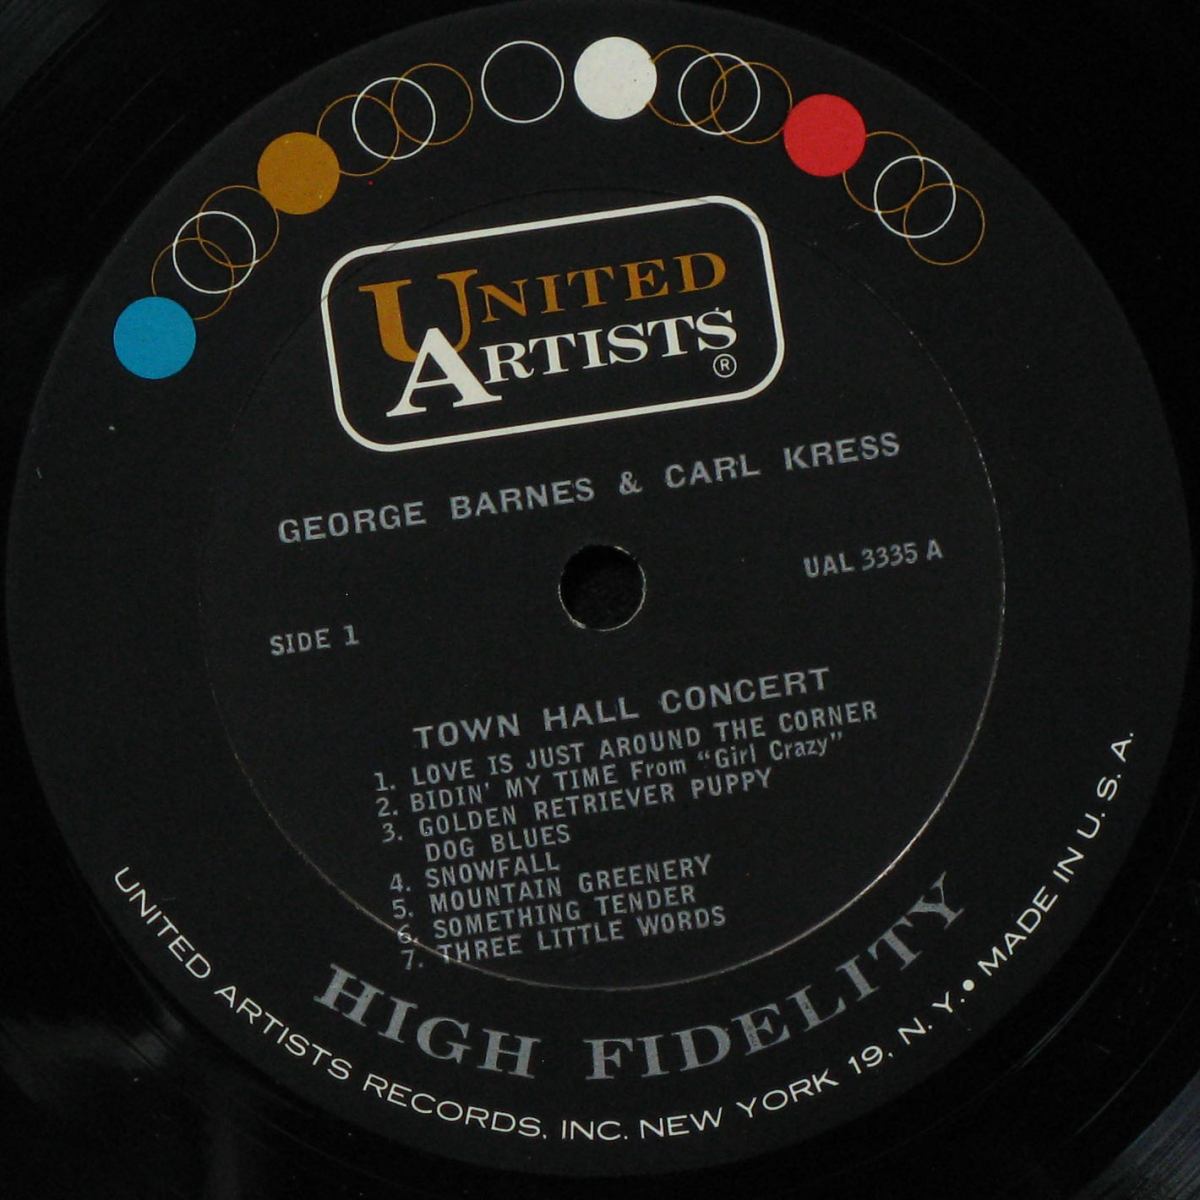 UNITED
ARTISTS
®
GEORGE BARNES & CARL KRESS
UAL 3335 A
SIDE 1
TOWN HALL CONCERT
1. LOVE IS JUST AROUND THE CORNER
2. BIDIN' MY TIME From "Girl Crazy"
3. GOLDEN RETRIEVER PUPPY
DOG BLUES
4. SNOWFALL
5. MOUNTAIN GREENERY
6. SOMETHING TENDER
7. THREE LITTLE WORDS
HIGH FIDELITY
UNITED ARTISTS RECORDS, INC. NEW YORK 19, N. Y. • MADE IN U. S. A.